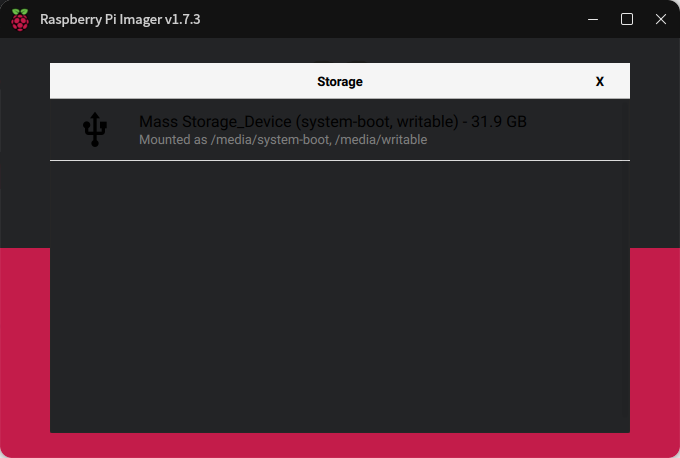 Raspberry Pi Imager v1.7.3
Storage
X
Mass Storage_Device (system-boot, writable) - 31.9 GB
Mounted as /media/system-boot, /media/writable